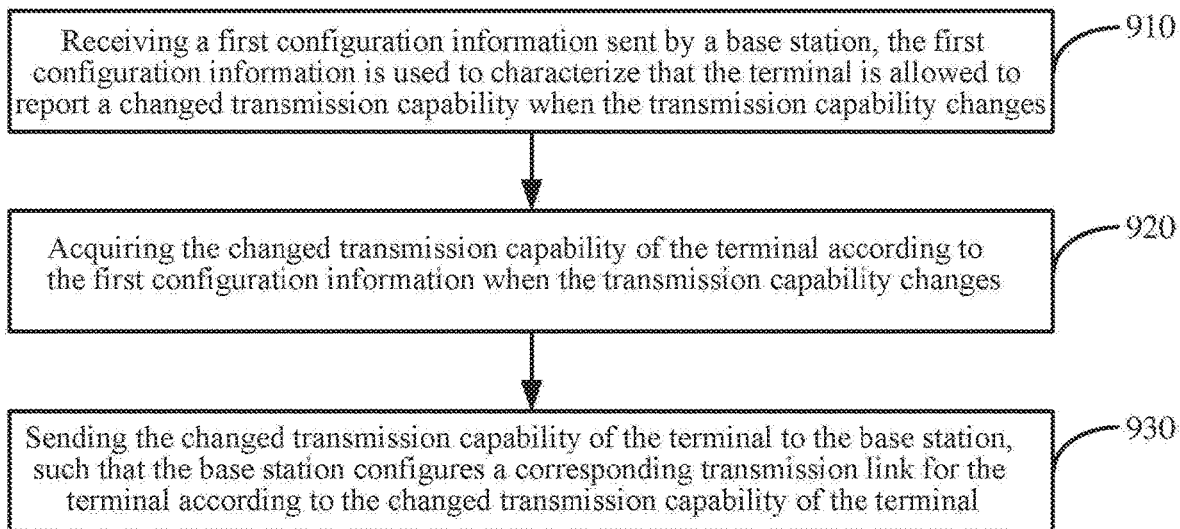 Receiving a first configuration information sent by a base station, the first
configuration information is used to characterize that the terminal is allowed to
report a changed transmission capability when the transmission capability changes
910
Acquiring the changed transmission capability of the terminal according to
the first configuration information when the transmission capability changes
920
Sending the changed transmission capability of the terminal to the base station,
such that the base station configures a corresponding transmission link for the
terminal according to the changed transmission capability of the terminal
930